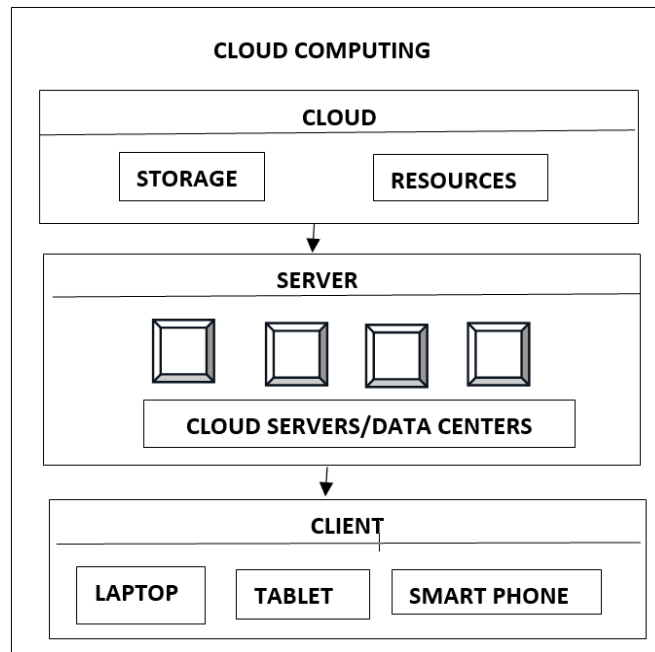 CLOUD COMPUTING
CLOUD
STORAGE
RESOURCES
SERVER
CLOUD SERVERS/DATA CENTERS
CLIENT
LAPTOP
TABLET
SMART PHONE